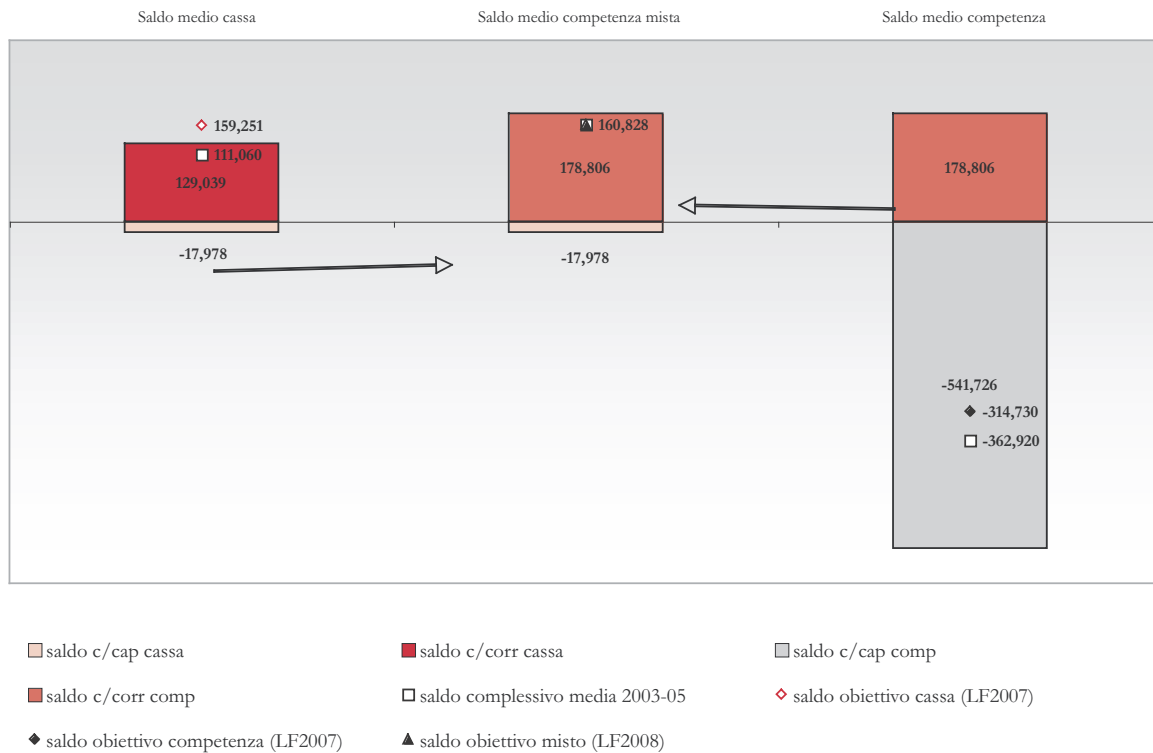 Saldo medio cassa
Saldo medio competenza mista
Saldo medio competenza
159,251
111,060
129,039
-17,978
160,828
178,806
-17,978
178,806
-541,726
-314,730
-362,920
saldo c/cap cassa
saldo c/corr cassa
saldo c/cap comp
saldo c/corr comp
saldo complessivo media 2003-05
saldo obiettivo cassa (LF2007)
saldo obiettivo competenza (LF2007)
saldo obiettivo misto (LF2008)